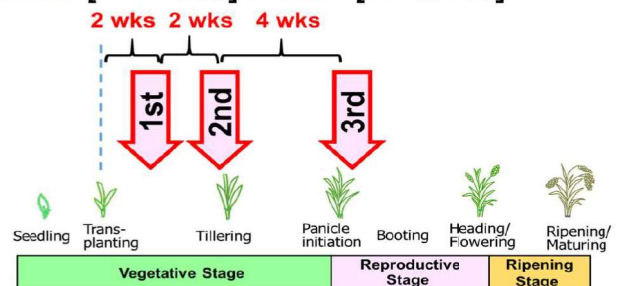 2 wks 2 wks 4 wks
1st
2nd
3rd
Seedling
Trans-
planting
Tillering
Panicle
initiation
Booting
Heading/
Flowering
Ripening/
Maturing
Vegetative Stage
Reproductive
Stage
Ripening
Stage